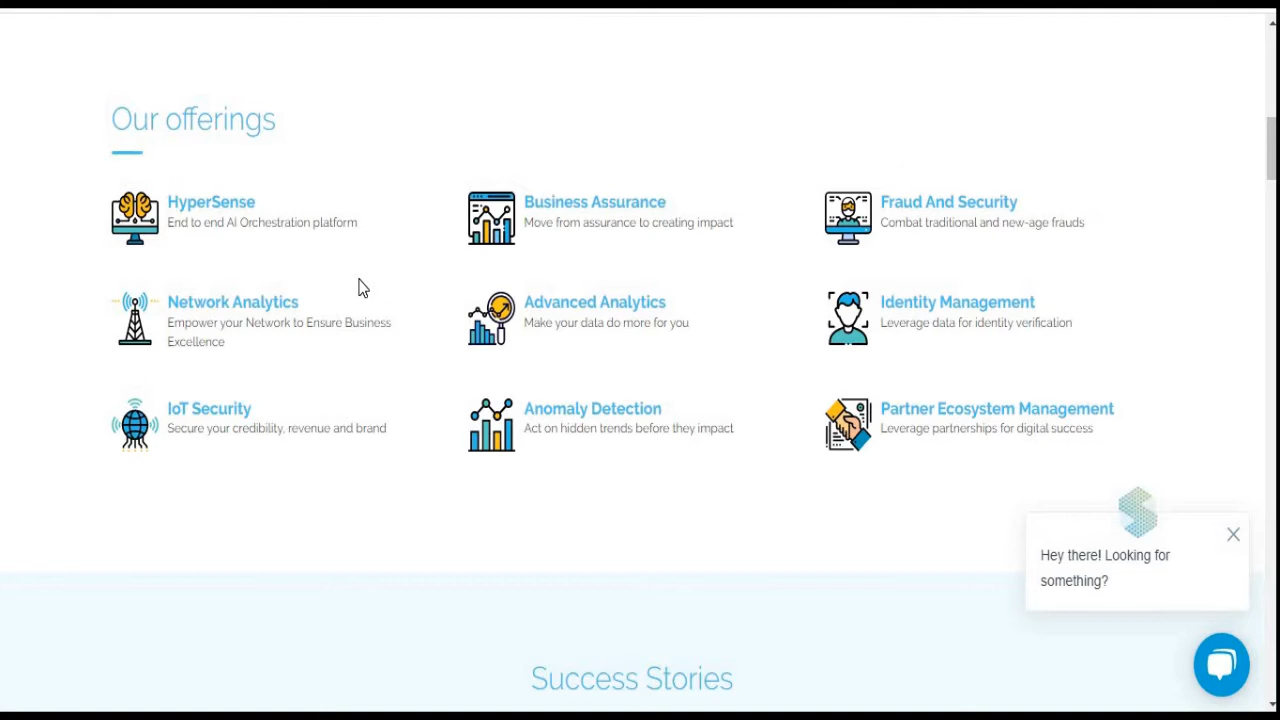 Our offerings
HyperSense
End to end AI Orchestration platform
Business Assurance
Move from assurance to creating impact
Fraud And Security
Combat traditional and new-age frauds
Network Analytics
Empower your Network to Ensure Business
Excellence
Advanced Analytics
Make your data do more for you
Identity Management
Leverage data for identity verification
IoT Security
Secure your credibility, revenue and brand
Anomaly Detection
Act on hidden trends before they impact
Partner Ecosystem Management
Leverage partnerships for digital success
Hey there! Looking for
something?
Success Stories